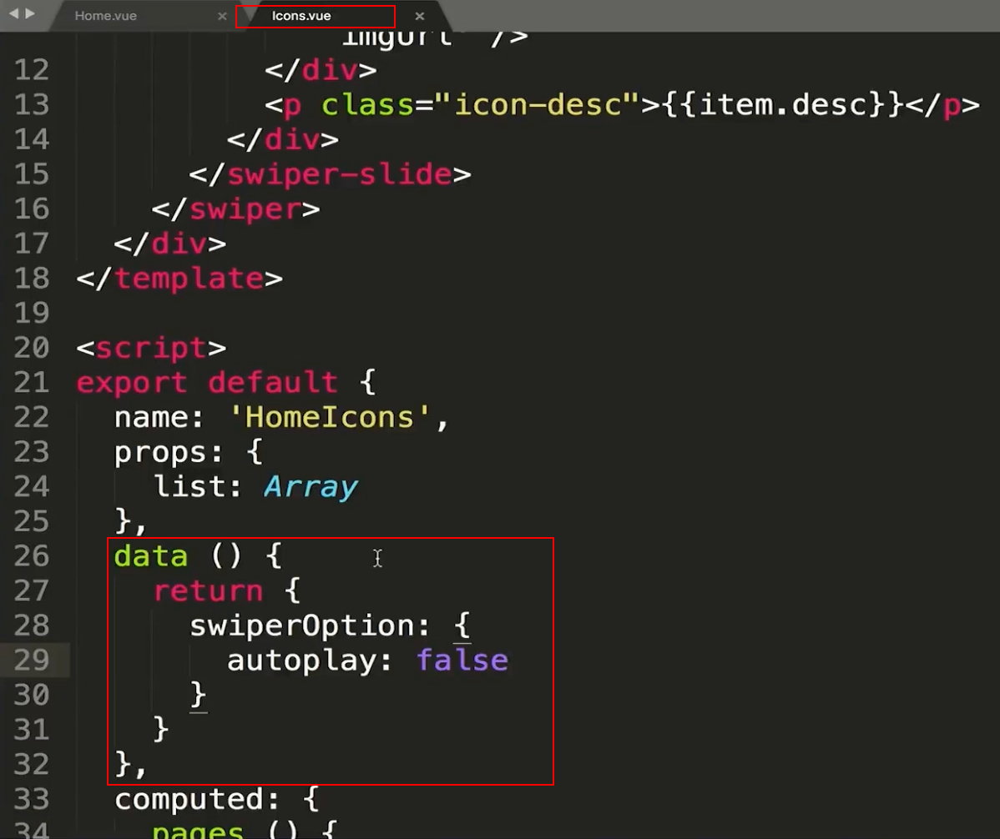 Home.vue × Icons.vue ×
imgUrl" />
12 </div>
13 <p class="icon-desc">{{item.desc}}</p>
14 </div>
15 </swiper-slide>
16 </swiper>
17 </div>
18 </template>
19
20 <script>
21 export default {
22 name: 'HomeIcons',
23 props: {
24 list: Array
25 },
26 data () {
27 return {
28 swiperOption: {
29 autoplay: false
30 }
31 }
32 },
33 computed: {
34 pages () {